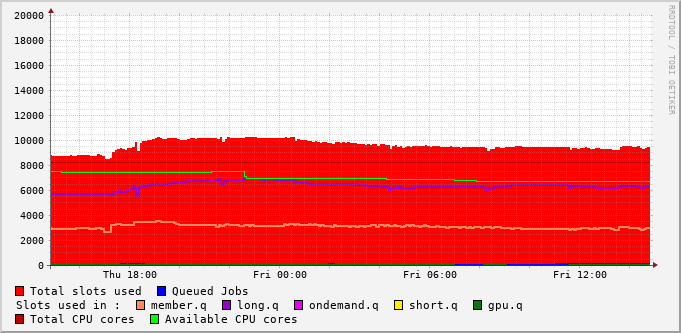 20000
18000
16000
14000
12000
10000
8000
6000
4000
2000
0
Thu 18:00 Fri 00:00 Fri 06:00 Fri 12:00
Total slots used Queued Jobs
Slots used in : member.q long.q ondemand.q short.q gpu.q
Total CPU cores Available CPU cores
RRDTOOL / TOBI OETIKER